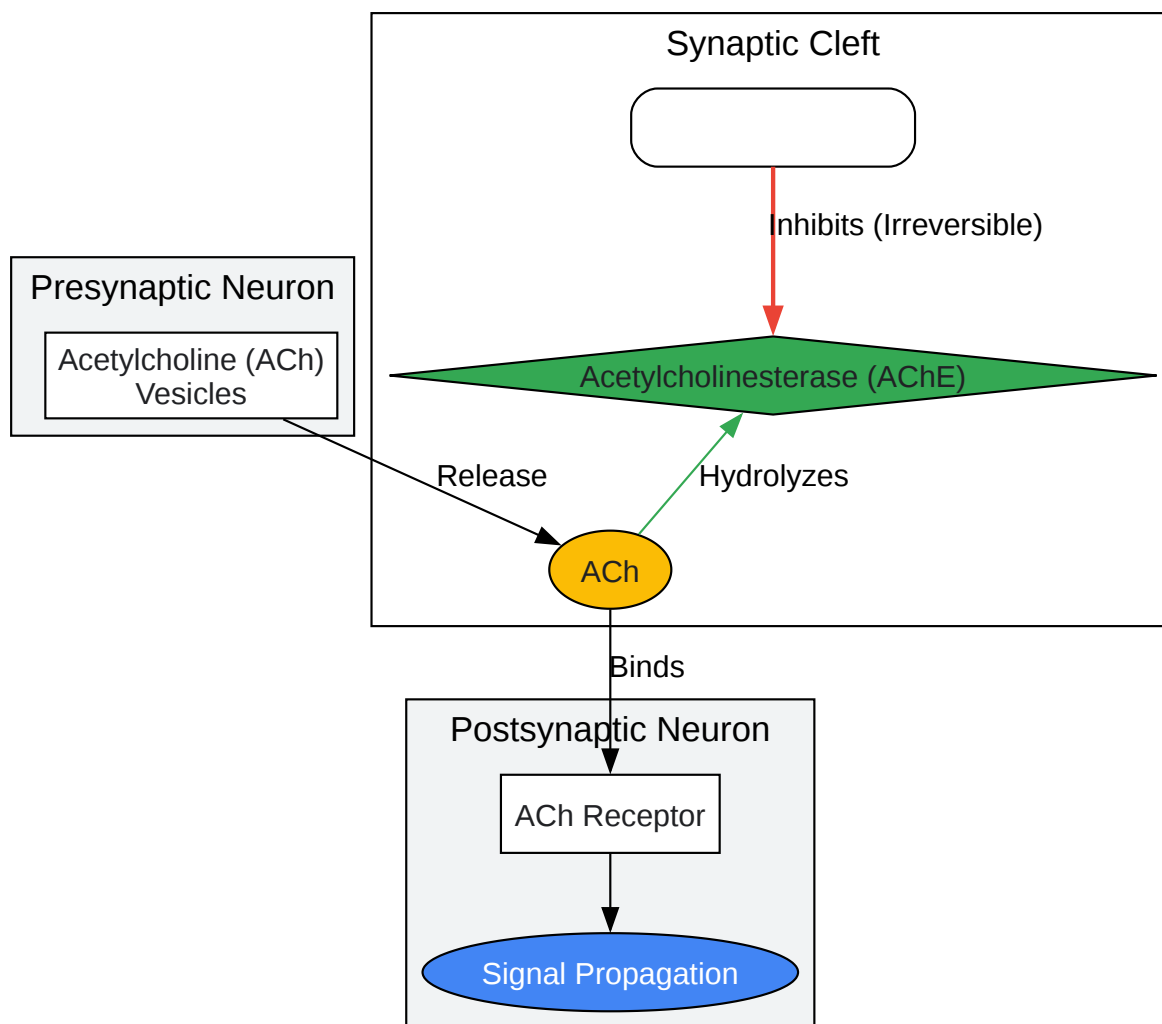 Synaptic Cleft
Inhibits (Irreversible)
Presynaptic Neuron
Acetylcholine (ACh)
Vesicles
Acetylcholinesterase (AChE)
Release
Hydrolyzes
ACh
Binds
Postsynaptic Neuron
ACh Receptor
Signal Propagation